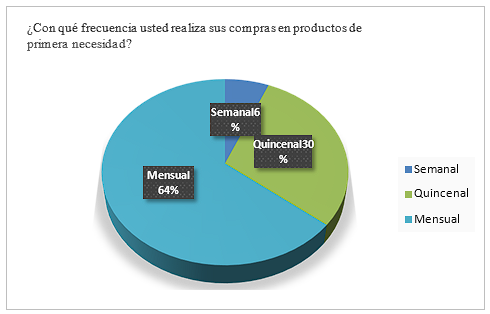 ¿Con qué frecuencia usted realiza sus compras en productos de
primera necesidad?
Semanal6
%
Quincenal30
%
Mensual
64%
Semanal
Quincenal
Mensual